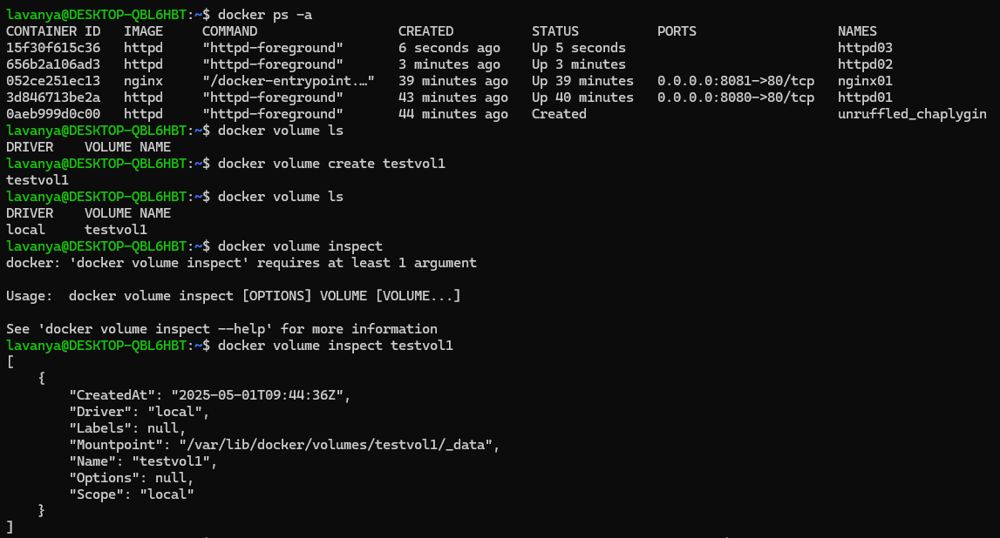 lavanya@DESKTOP-QBL6HBT:~$ docker ps -a
CONTAINER ID   IMAGE     COMMAND                  CREATED          STATUS          PORTS                  NAMES
15f30f615c36   httpd     "httpd-foreground"       6 seconds ago    Up 5 seconds                           httpd03
656b2a106ad3   httpd     "httpd-foreground"       3 minutes ago    Up 3 minutes                           httpd02
052ce251ec13   nginx     "/docker-entrypoint.…"   39 minutes ago   Up 39 minutes   0.0.0.0:8081->80/tcp   nginx01
3d846713be2a   httpd     "httpd-foreground"       43 minutes ago   Up 40 minutes   0.0.0.0:8080->80/tcp   httpd01
0aeb999d0c00   httpd     "httpd-foreground"       44 minutes ago   Created                                unruffled_chaplygin
lavanya@DESKTOP-QBL6HBT:~$ docker volume ls
DRIVER    VOLUME NAME
lavanya@DESKTOP-QBL6HBT:~$ docker volume create testvol1
testvol1
lavanya@DESKTOP-QBL6HBT:~$ docker volume ls
DRIVER    VOLUME NAME
local     testvol1
lavanya@DESKTOP-QBL6HBT:~$ docker volume inspect
docker: 'docker volume inspect' requires at least 1 argument

Usage:  docker volume inspect [OPTIONS] VOLUME [VOLUME...]

See 'docker volume inspect --help' for more information
lavanya@DESKTOP-QBL6HBT:~$ docker volume inspect testvol1
[
    {
        "CreatedAt": "2025-05-01T09:44:36Z",
        "Driver": "local",
        "Labels": null,
        "Mountpoint": "/var/lib/docker/volumes/testvol1/_data",
        "Name": "testvol1",
        "Options": null,
        "Scope": "local"
    }
]